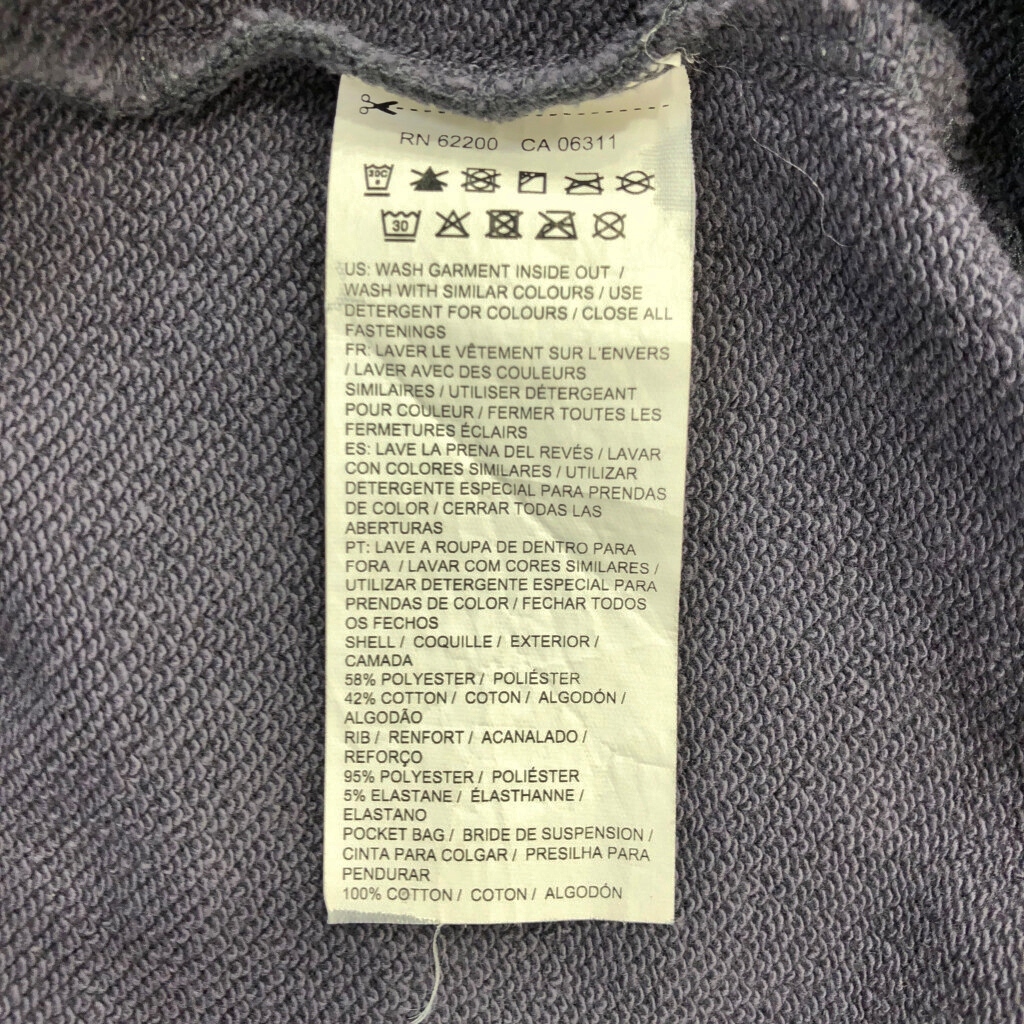 RN 62200 CA 06311
30C
30
US: WASH GARMENT INSIDE OUT /
WASH WITH SIMILAR COLOURS / USE
DETERGENT FOR COLOURS / CLOSE ALL
FASTENINGS
FR: LAVER LE VÊTEMENT SUR L'ENVERS
/ LAVER AVEC DES COULEURS
SIMILAIRES / UTILISER DÉTERGEANT
POUR COULEUR / FERMER TOUTES LES
FERMETURES ÉCLAIRS
ES: LAVE LA PRENA DEL REVÉS / LAVAR
CON COLORES SIMILARES / UTILIZAR
DETERGENTE ESPECIAL PARA PRENDAS
DE COLOR / CERRAR TODAS LAS
ABERTURAS
PT: LAVE A ROUPA DE DENTRO PARA
FORA / LAVAR COM CORES SIMILARES /
UTILIZAR DETERGENTE ESPECIAL PARA
PRENDAS DE COLOR / FECHAR TODOS
OS FECHOS
SHELL / COQUILLE / EXTERIOR /
CAMADA
58% POLYESTER / POLIÉSTER
42% COTTON / COTON / ALGODÓN /
ALGODÃO
RIB / RENFORT / ACANALADO /
REFORÇO
95% POLYESTER / POLIÉSTER
5% ELASTANE / ÉLASTHANNE /
ELASTANO
POCKET BAG / BRIDE DE SUSPENSION /
CINTA PARA COLGAR / PRESILHA PARA
PENDURAR
100% COTTON / COTON / ALGODÓN